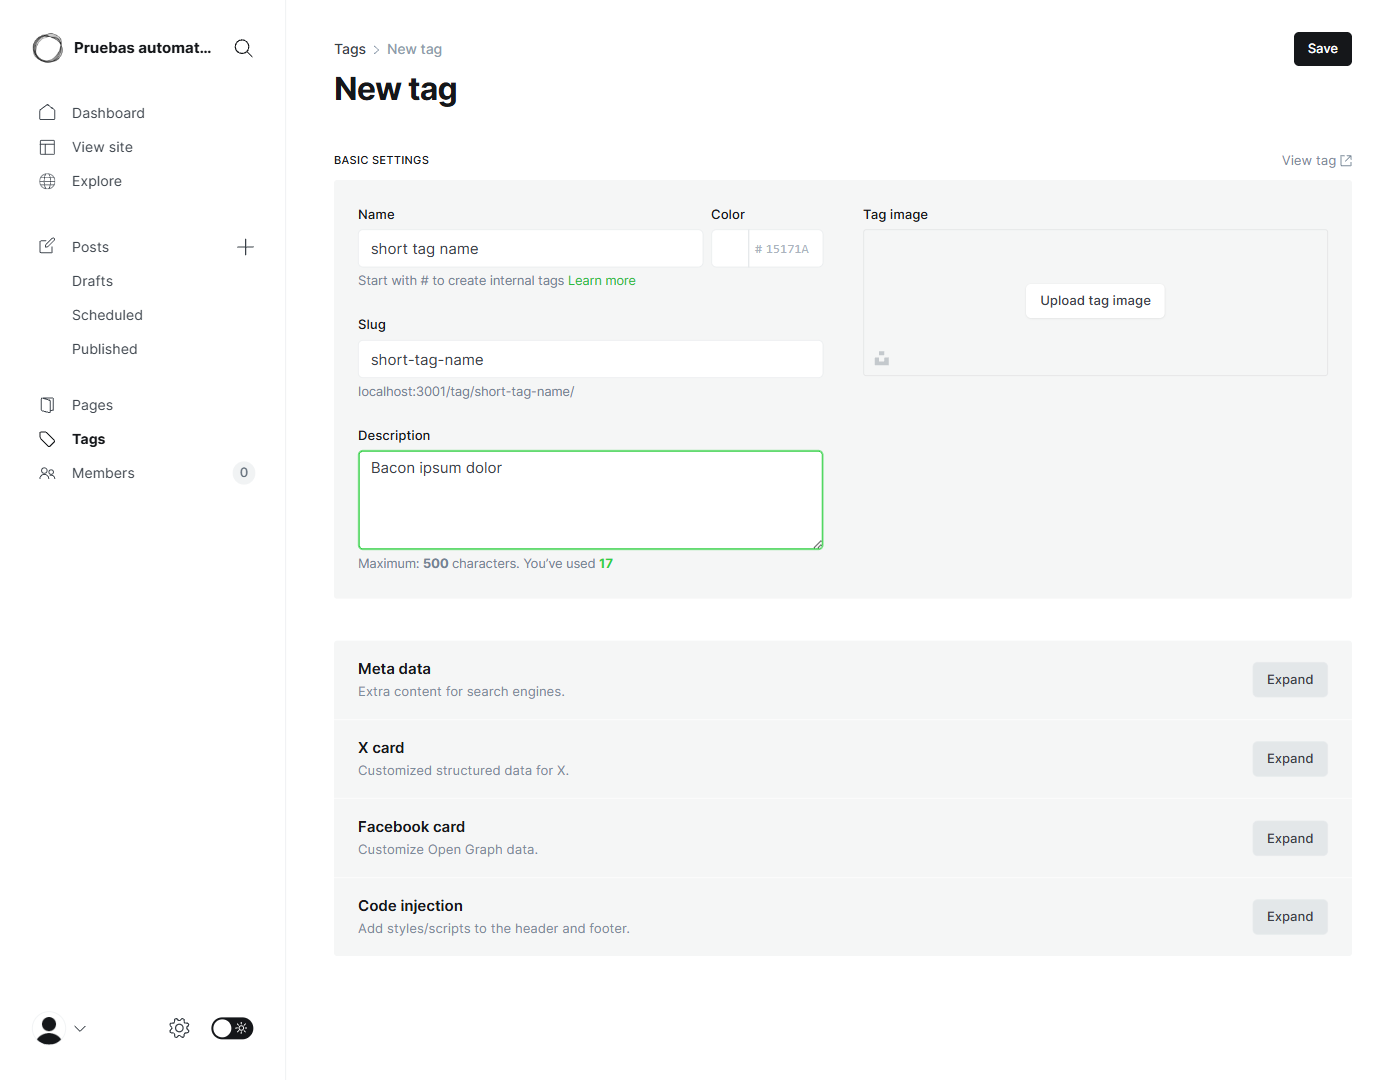 Pruebas automat...
Dashboard
View site
Explore
Posts
Drafts
Scheduled
Published
Pages
Tags
Members
0
Tags > New tag
Save
New tag
BASIC SETTINGS
View tag
Name
short tag name
Start with # to create internal tags Learn more
Color
# 15171A
Slug
short-tag-name
localhost:3001/tag/short-tag-name/
Description
Bacon ipsum dolor
Maximum: 500 characters. You’ve used 17
Tag image
Upload tag image
Meta data
Extra content for search engines.
Expand
X card
Customized structured data for X.
Expand
Facebook card
Customize Open Graph data.
Expand
Code injection
Add styles/scripts to the header and footer.
Expand